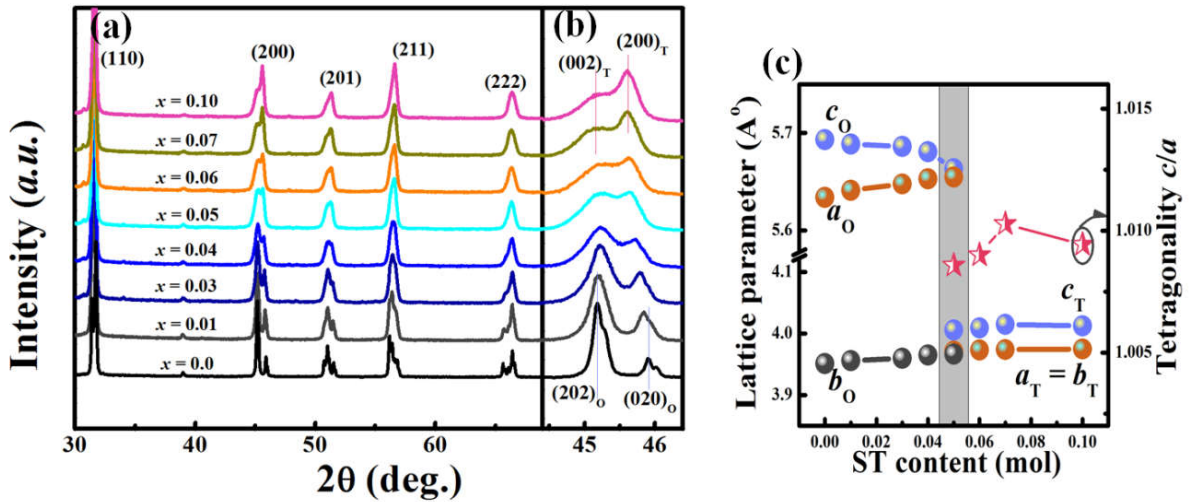 (a)
(110)
(200)
(201)
(211)
(222)
x = 0.10
x = 0.07
x = 0.06
x = 0.05
x = 0.04
x = 0.03
x = 0.01
x = 0.0
Intensity (a.u.)
30 40 50 60
2θ (deg.)
(b)
(002)T
(200)T
(202)O
(020)O
45 46
(c)
Lattice parameter (Aº)
5.7
5.6
4.1
4.0
3.9
cO
aO
bO
cT
aT = bT
0.00 0.02 0.04 0.06 0.08 0.10
ST content (mol)
1.015
1.010
1.005
Tetragonality c/a